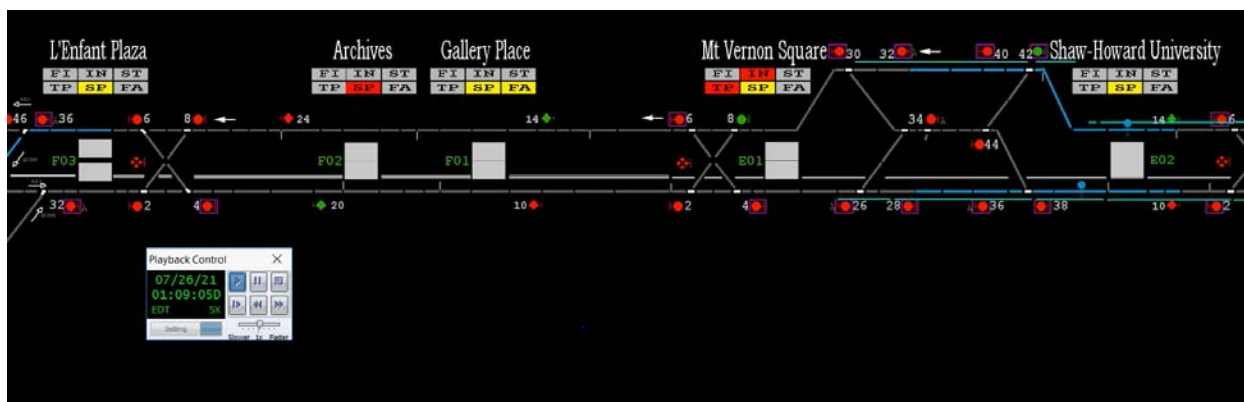 L'Enfant Plaza Archives Gallery Place Mt Vernon Square Shaw-Howard University
30 32 40 42
FI IN ST FI IN ST FI IN ST FI IN ST FI IN ST
TP SP FA TP SP FA TP SP FA TP SP FA TP SP FA
46 36 6 8 24 14 6 8 34 14 6
44
F03 F02 F01 E01 E02
32 2 4 20 10 2 4 26 28 36 38 10 2
Playback Control
07/26/21
01:09:05D
EDT 5X
Setting
Slower 1x Faster